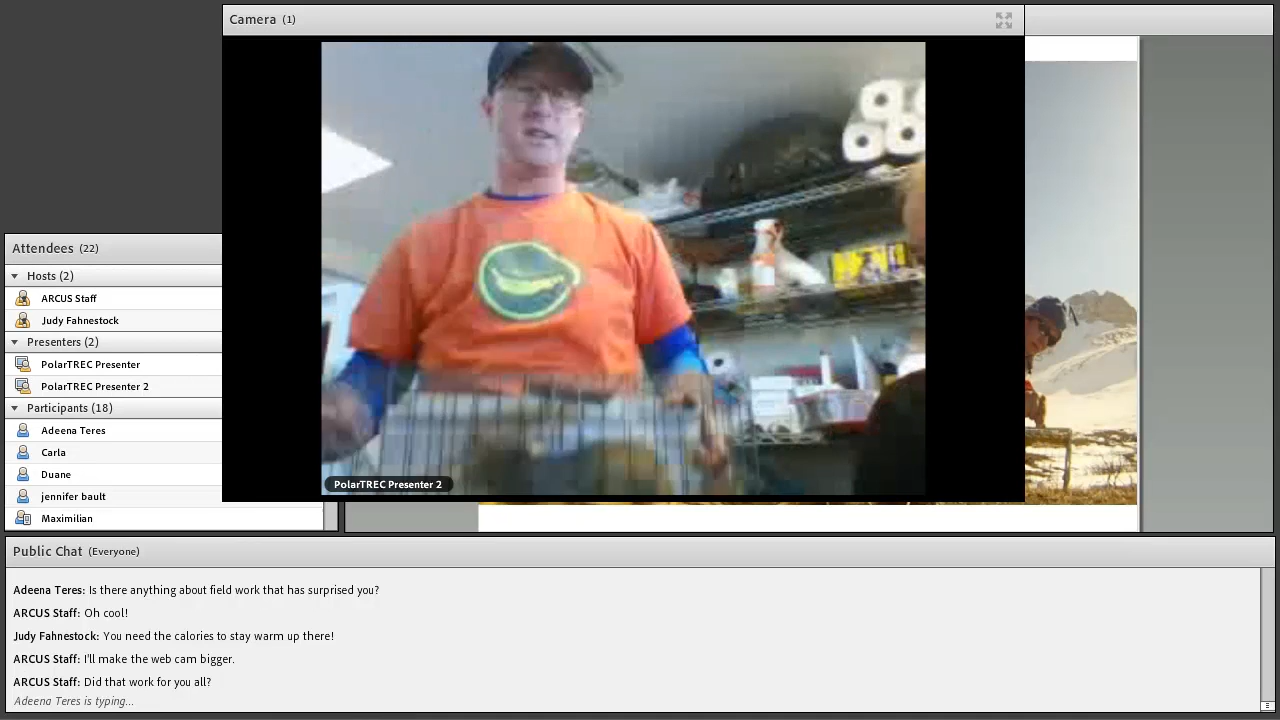 Camera (1)
PolarTREC Presenter 2
Attendees (22)
Hosts (2)
ARCUS Staff
Judy Fahnestock
Presenters (2)
PolarTREC Presenter
PolarTREC Presenter 2
Participants (18)
Adeena Teres
Carla
Duane
jennifer bault
Maximilian
Public Chat (Everyone)
Adeena Teres: Is there anything about field work that has surprised you?
ARCUS Staff: Oh cool!
Judy Fahnestock: You need the calories to stay warm up there!
ARCUS Staff: I'll make the web cam bigger.
ARCUS Staff: Did that work for you all?
Adeena Teres is typing...